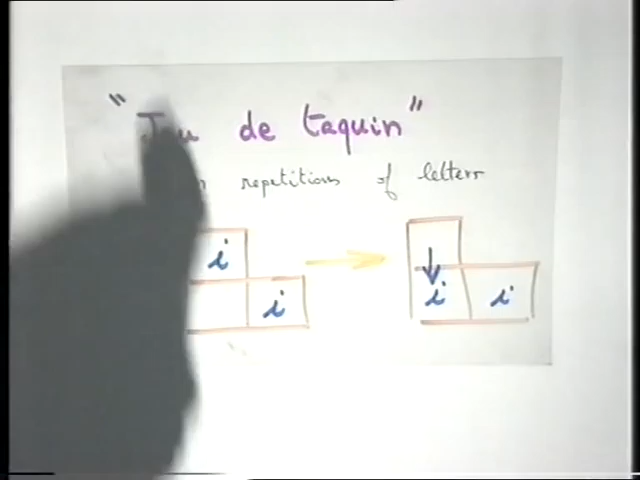 "Jeu de taquin"
repetitions of letters
i
i
i i